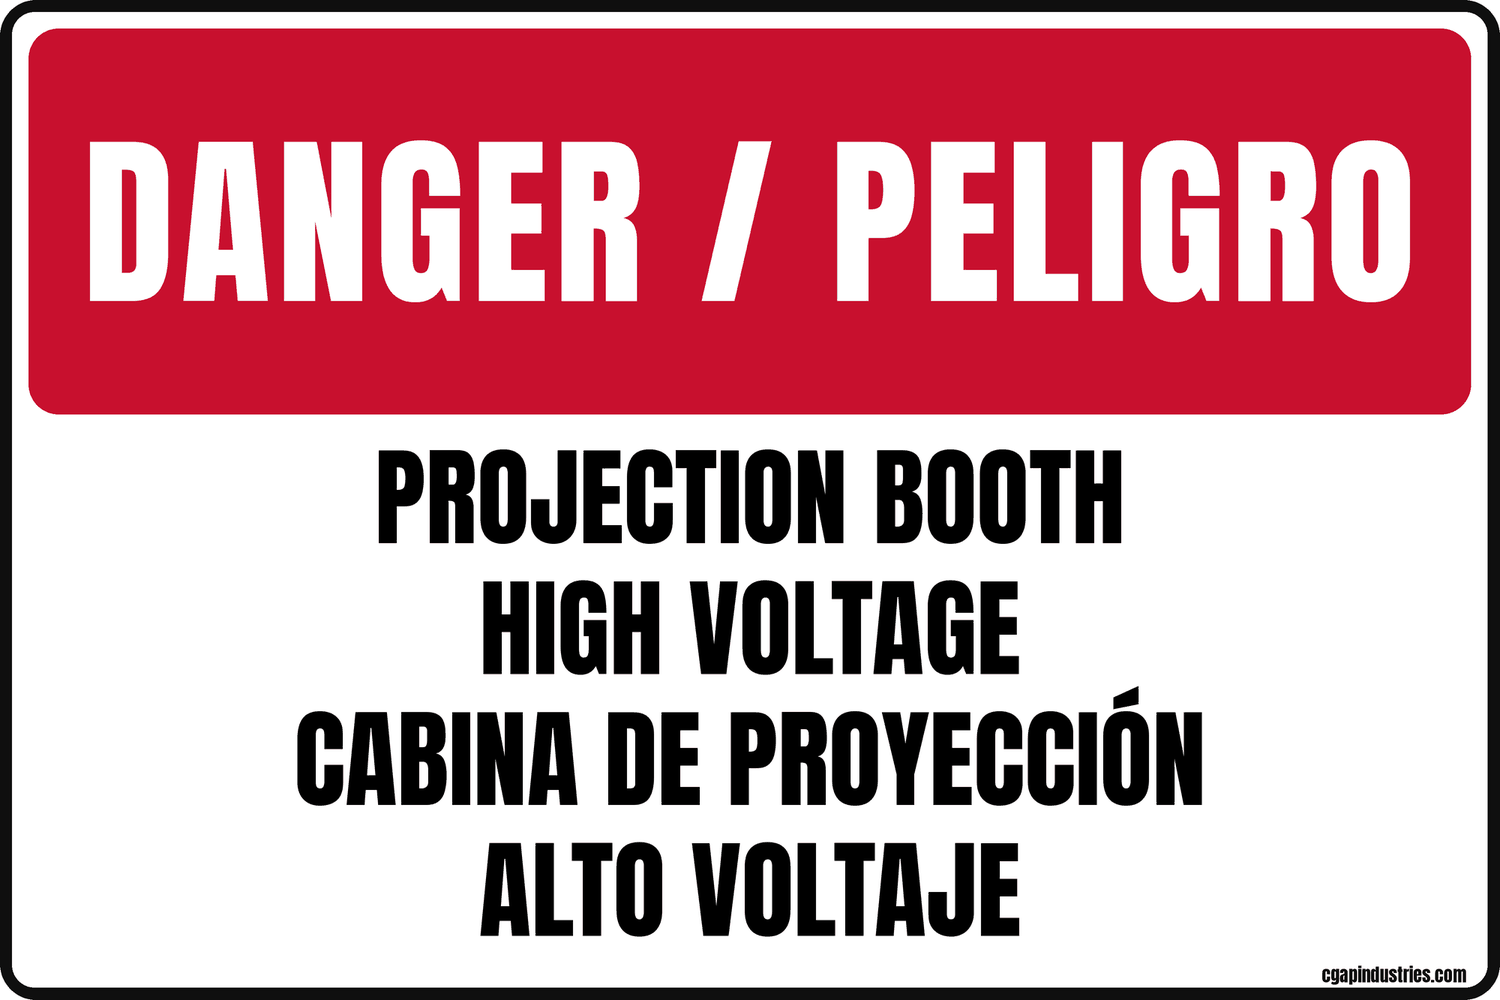 DANGER / PELIGRO
PROJECTION BOOTH
HIGH VOLTAGE
CABINA DE PROYECCIÓN
ALTO VOLTAJE
cgapindustries.com